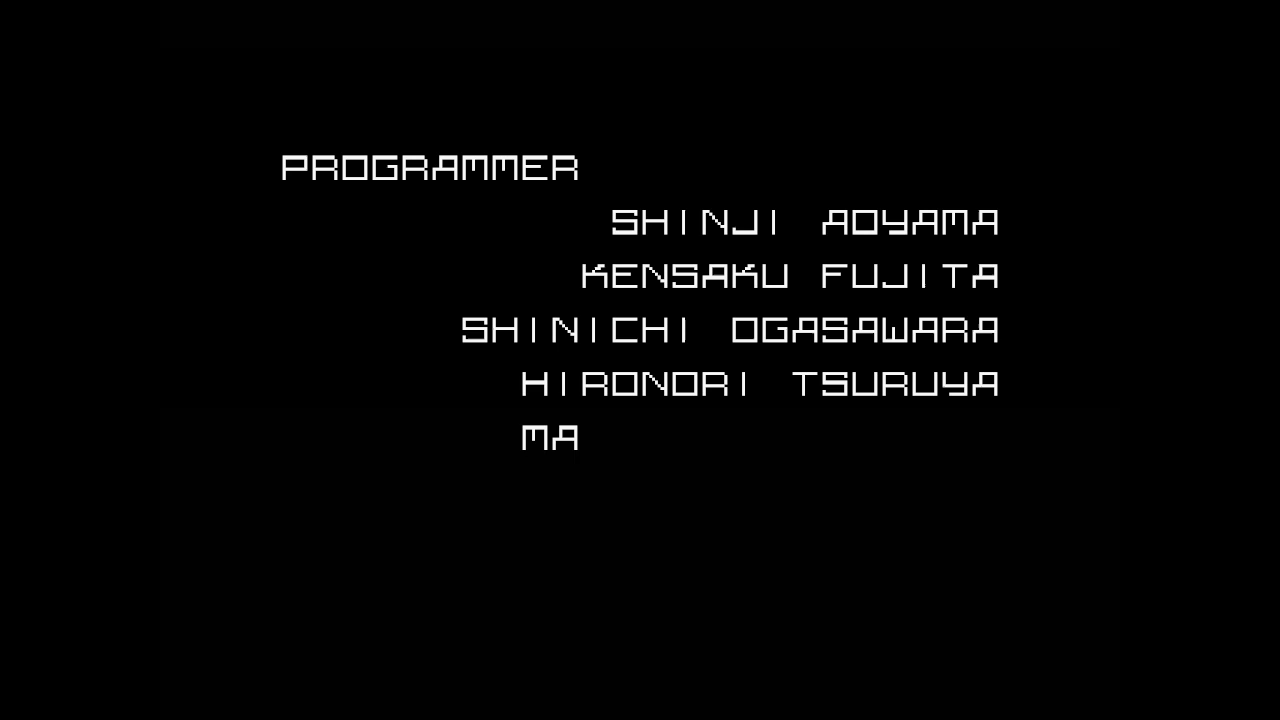 PROGRAMMER
SHINJI AOYAMA
KENSAKU FUJITA
SHINICHI OGASAWARA
HIRONORI TSURUYA
MA